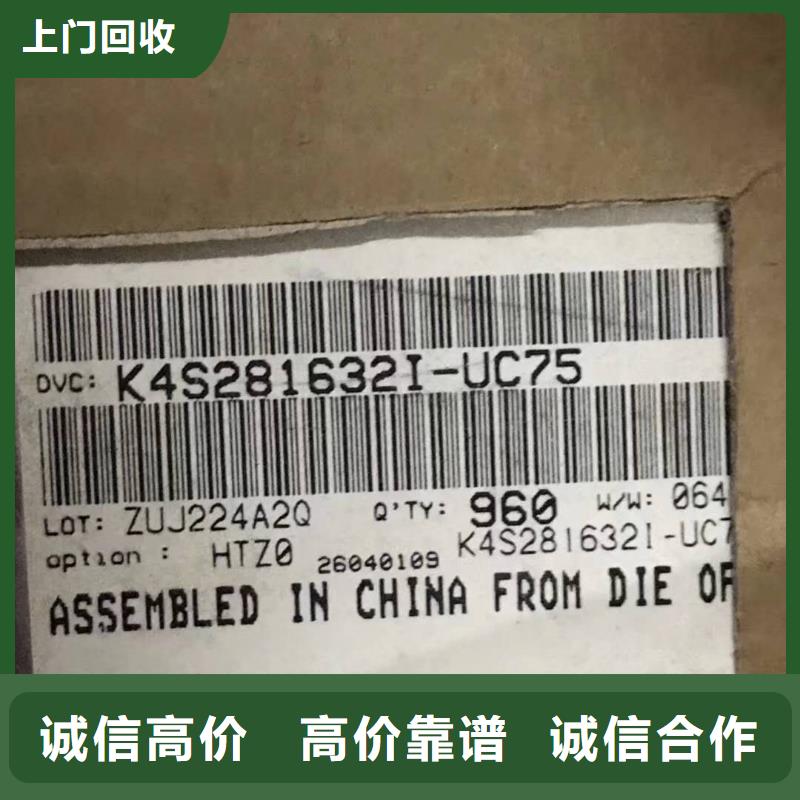 上门回收
DVC: K4S281632I-UC75
LOT: ZUJ224A2Q Q'TY: 960 W/W: 064
option : HTZ0 26040109 K4S281632I-UC7
ASSEMBLED IN CHINA FROM DIE OF
诚信高价 高价靠谱 诚信合作